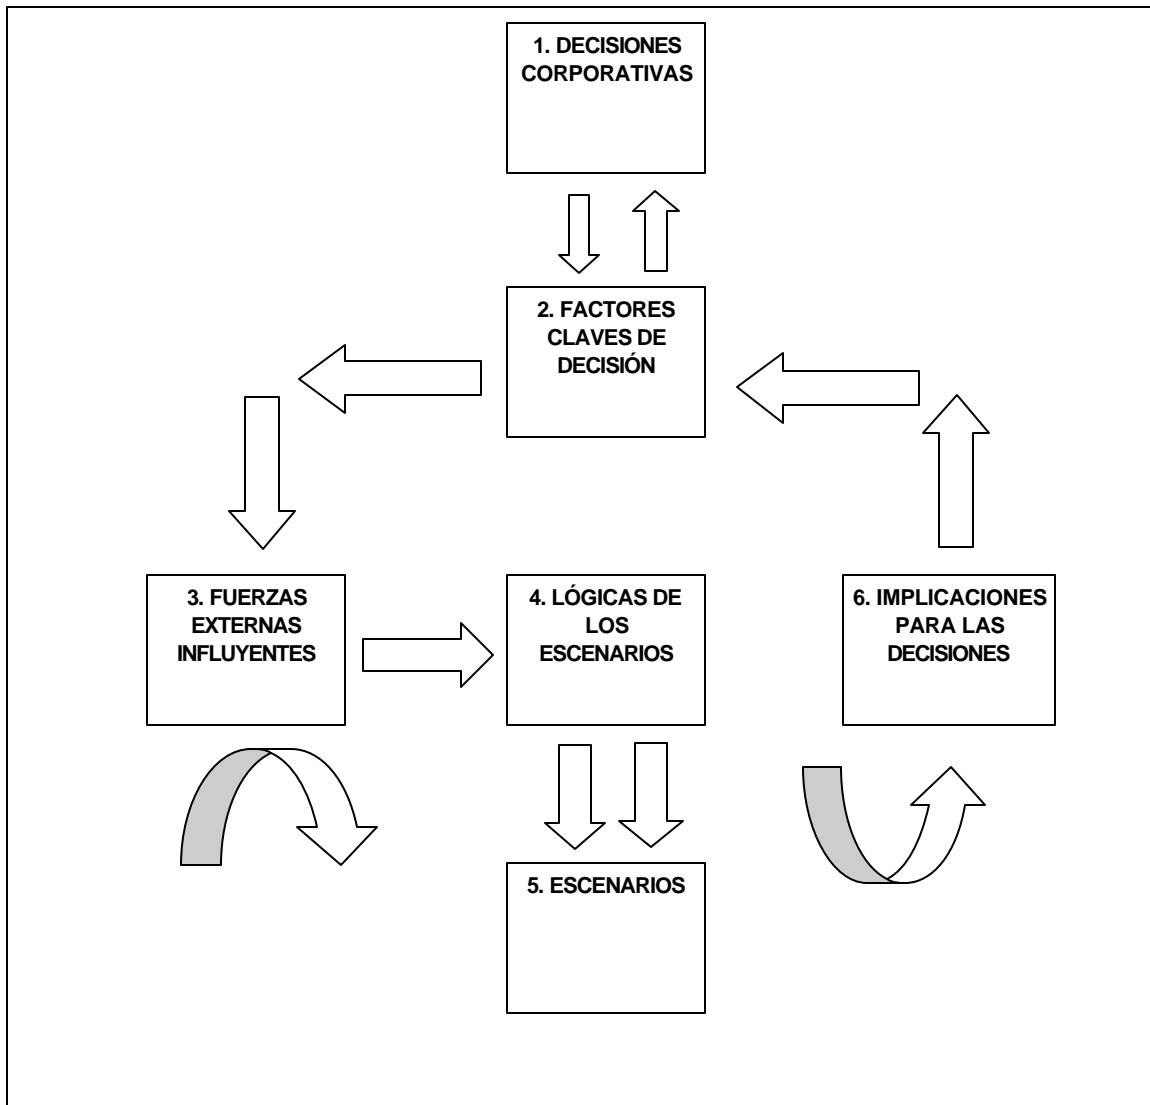 1. DECISIONES
CORPORATIVAS
2. FACTORES
CLAVES DE
DECISIÓN
3. FUERZAS
EXTERNAS
INFLUYENTES
4. LÓGICAS DE
LOS
ESCENARIOS
6. IMPLICACIONES
PARA LAS
DECISIONES
5. ESCENARIOS